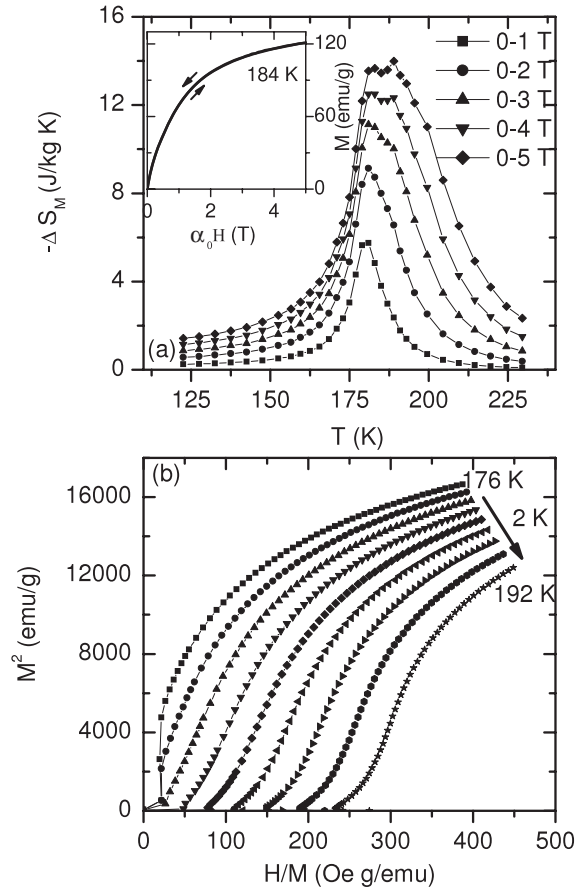 16
12
8
4
0
-Δ S_M (J/kg K)
125
150
175
200
225
T (K)
(a)
120
60
0
M (emu/g)
184 K
0
2
4
α₀H (T)
0-1 T
0-2 T
0-3 T
0-4 T
0-5 T
(b)
16000
12000
8000
4000
0
M² (emu/g)
176 K
2 K
192 K
0
100
200
300
400
500
H/M (Oe g/emu)